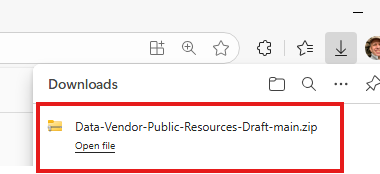 Downloads
Data-Vendor-Public-Resources-Draft-main.zip
Open file